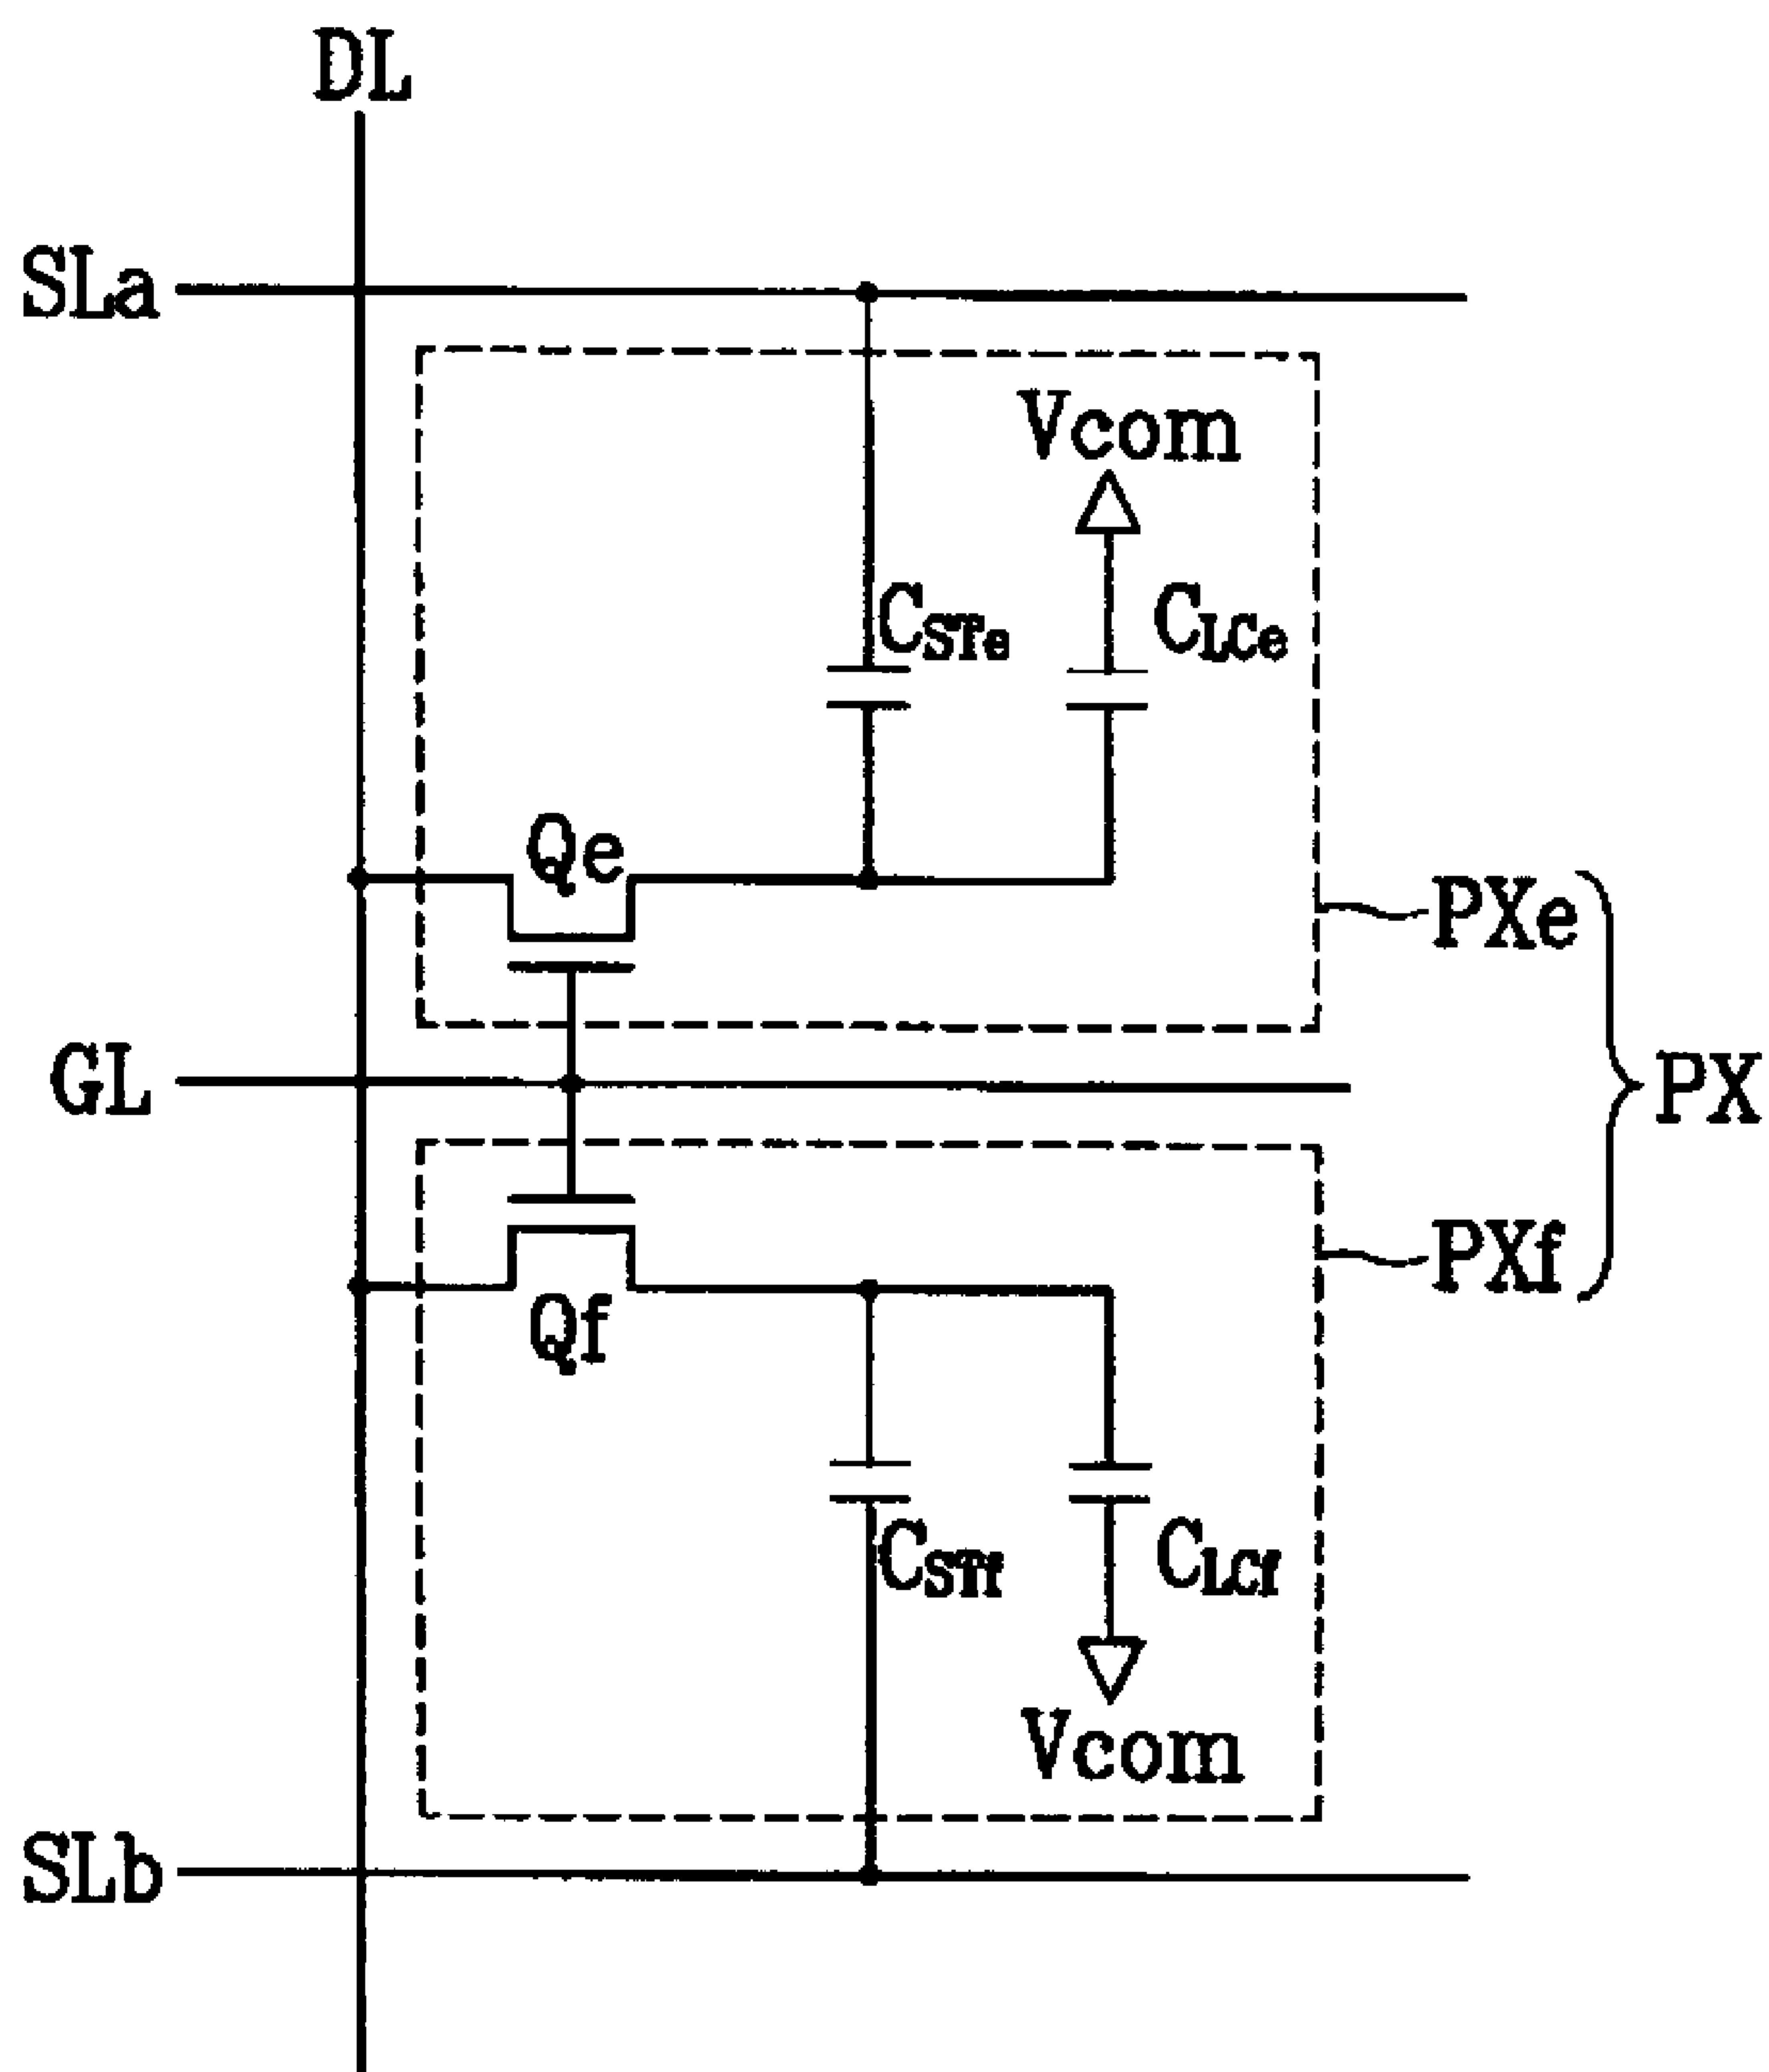 DL
SLa
Vcom
CSTe CLCe
Qe
PXe
GL
PX
PXf
Qf
CSTf CLCf
Vcom
SLb